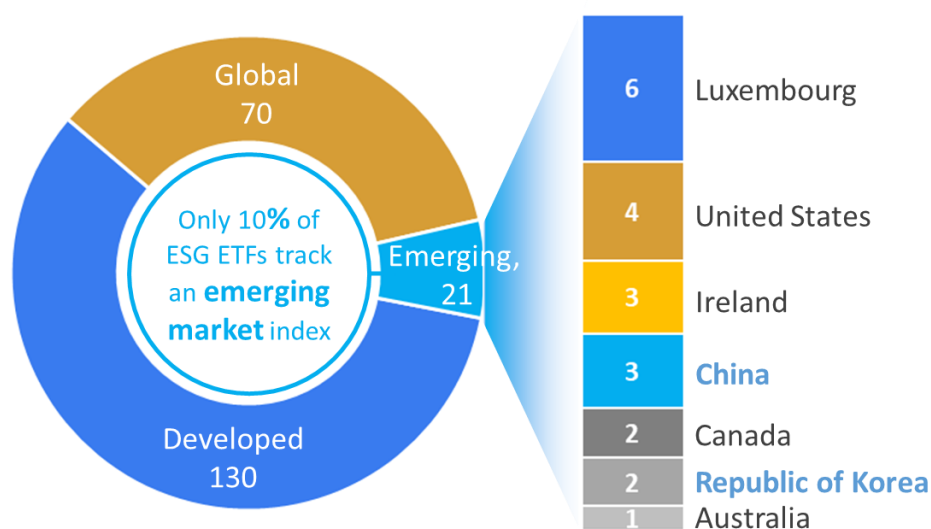 Global
70
Only 10% of
ESG ETFs track
an emerging
market index
Emerging,
21
Developed
130
6 Luxembourg
4 United States
3 Ireland
3 China
2 Canada
2 Republic of Korea
1 Australia